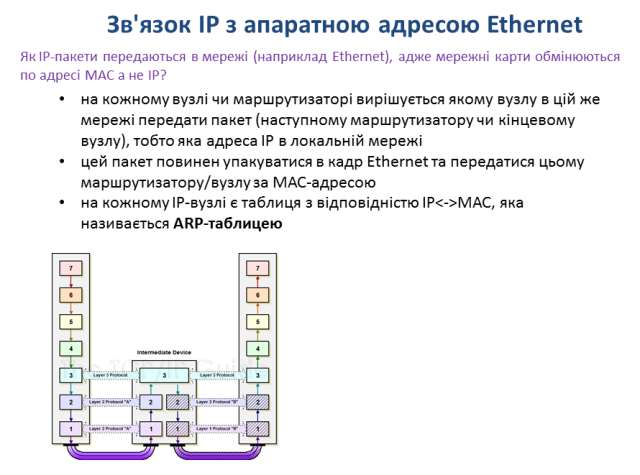 Зв'язок IP з апаратною адресою Ethernet
Як IP-пакети передаються в мережі (наприклад Ethernet), адже мережні карти обмінюються
по адресі MAC а не IP?
• на кожному вузлі чи маршрутизаторі вирішується якому вузлу в цій же
мережі передати пакет (наступному маршрутизатору чи кінцевому
вузлу), тобто яка адреса IP в локальній мережі
• цей пакет повинен упакуватися в кадр Ethernet та передатися цьому
маршрутизатору/вузлу за MAC-адресою
• на кожному IP-вузлі є таблиця з відповідністю IP<->MAC, яка
називається ARP-таблицею
7 7
6 6
5 5
4 4
Intermediate Device
3 Layer 3 Protocol 3 Layer 3 Protocol 3
2 Layer 2 Protocol "A" 2 2 Layer 2 Protocol "B" 2
1 Layer 2 Protocol "A" 1 1 Layer 1 Protocol "B" 1